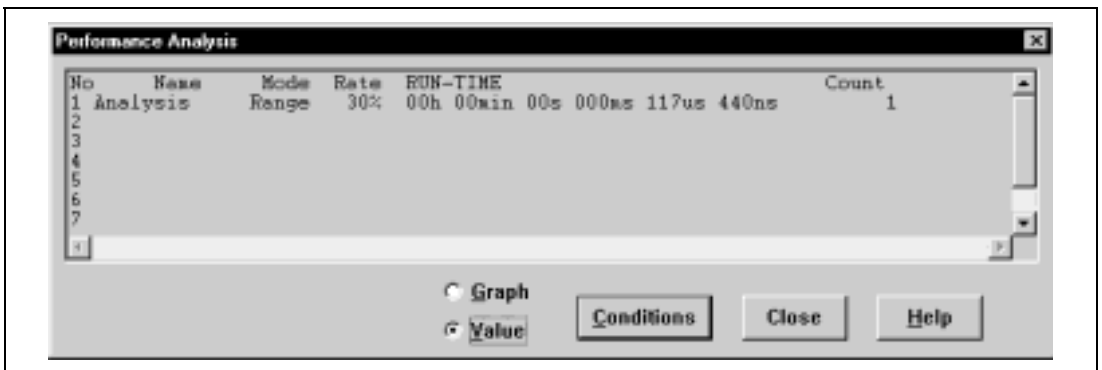 Performance Analysis
No Name Mode Rate RUN-TIME Count
1 Analysis Range 30% 00h 00min 00s 000ms 117us 440ns 1
2
3
4
5
6
7
Graph
Value
Conditions
Close
Help